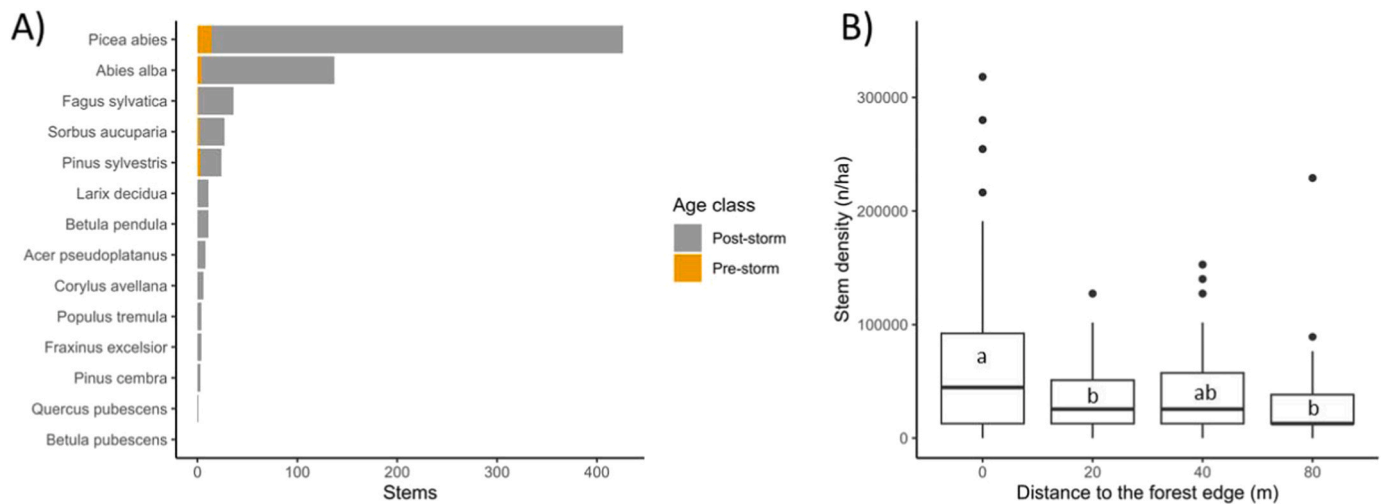 A)
Picea abies
Abies alba
Fagus sylvatica
Sorbus aucuparia
Pinus sylvestris
Larix decidua
Betula pendula
Acer pseudoplatanus
Corylus avellana
Populus tremula
Fraxinus excelsior
Pinus cembra
Quercus pubescens
Betula pubescens
0 100 200 300 400
Stems
Age class
Post-storm
Pre-storm
B)
Stem density (n/ha)
300000
200000
100000
0
a
b
ab
b
0 20 40 80
Distance to the forest edge (m)